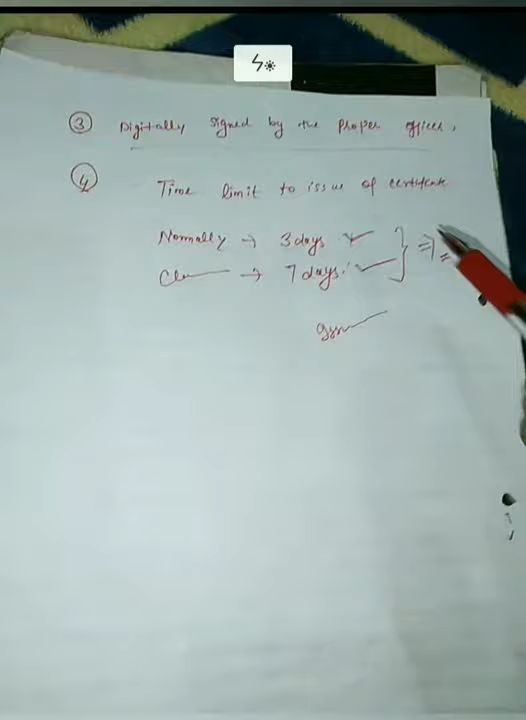 ③ Digitally signed by the proper officer,
④ Time limit to issue of certificate
Normally → 3 days ✓
→ 7 days. ✓